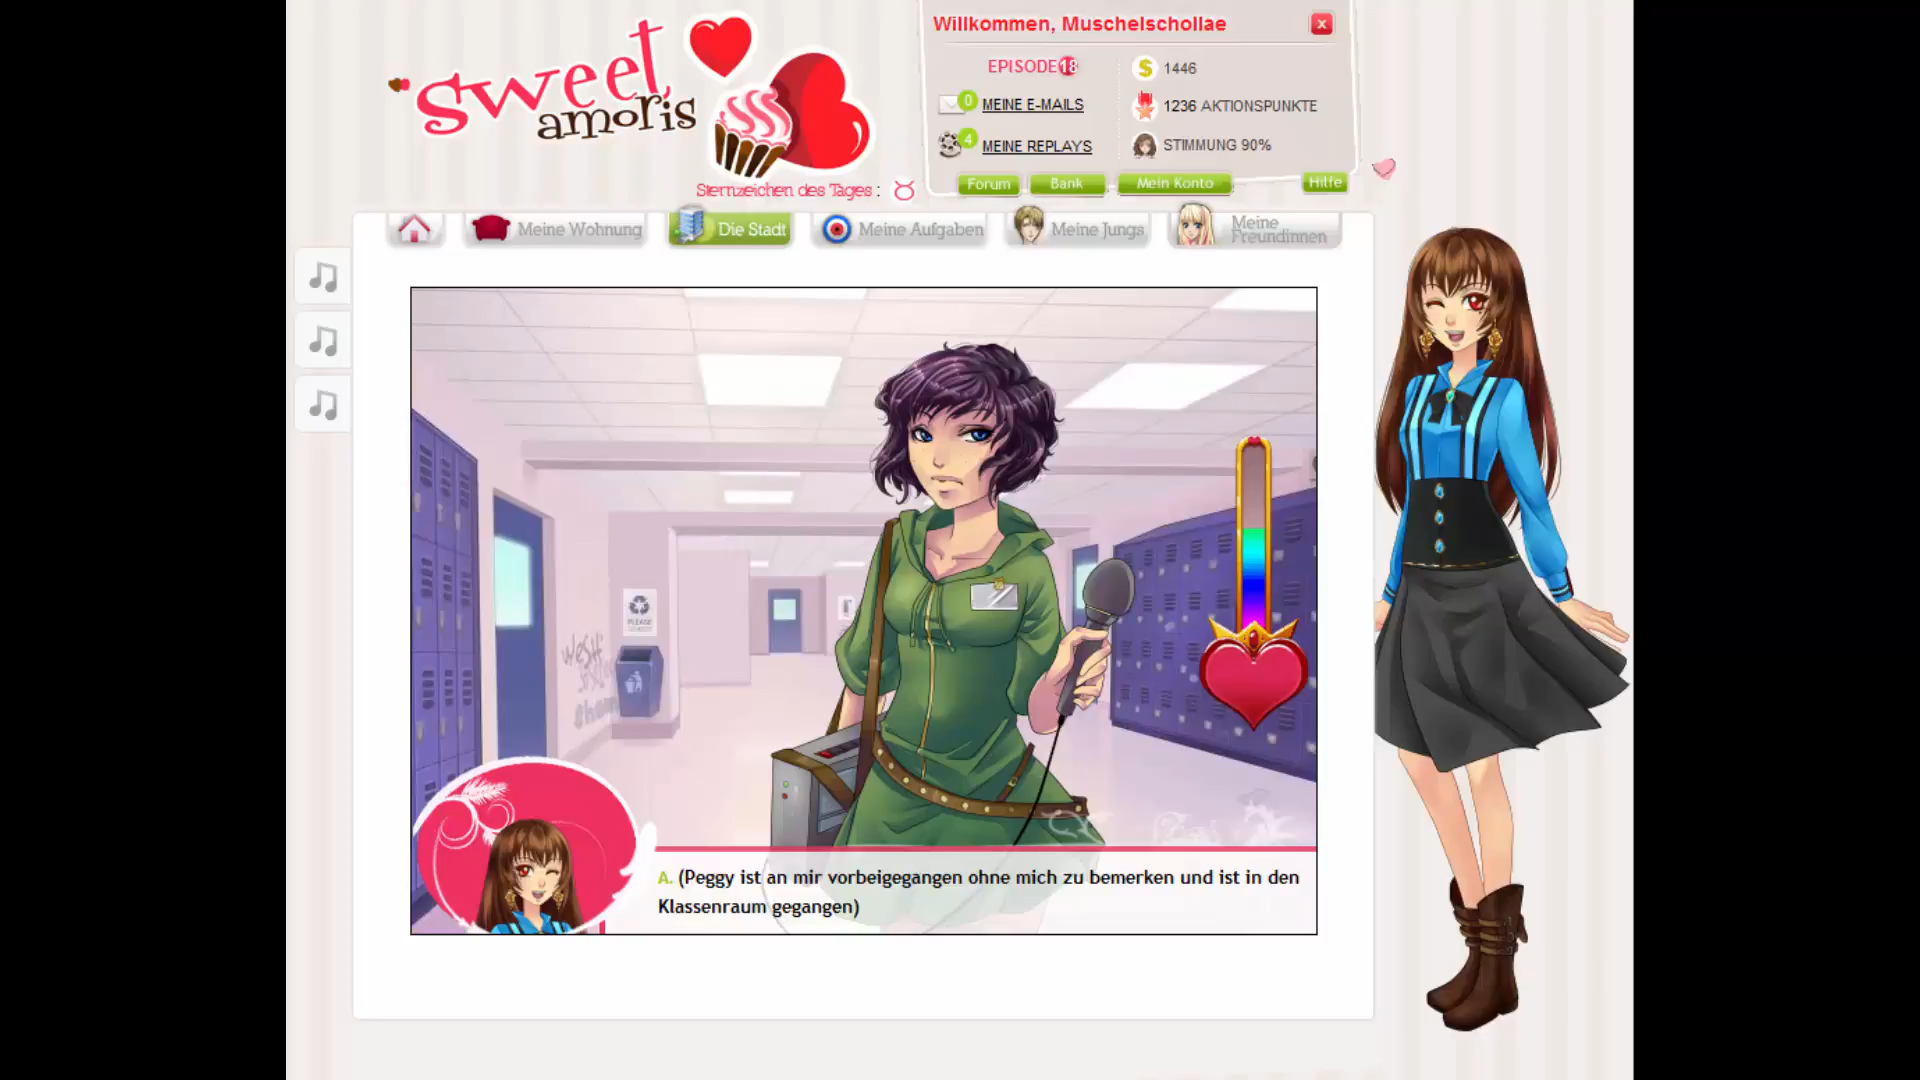 sweet
amoris
Sternzeichen des Tages :
Willkommen, Muschelschollae
x
EPISODE 18
$ 1446
0 MEINE E-MAILS
1236 AKTIONSPUNKTE
4 MEINE REPLAYS
STIMMUNG 90%
Forum
Bank
Mein Konto
Hilfe
Meine Wohnung
Die Stadt
Meine Aufgaben
Meine Jungs
Meine
Freundinnen
PLEASE
A. (Peggy ist an mir vorbeigegangen ohne mich zu bemerken und ist in den
Klassenraum gegangen)